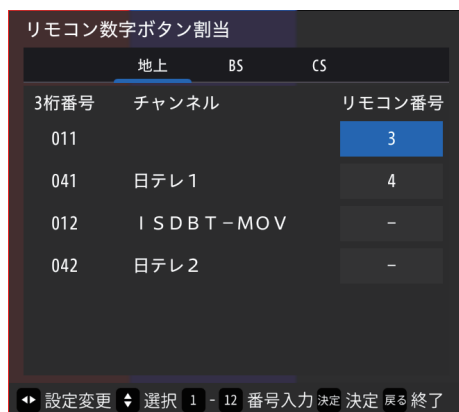 リモコン数字ボタン割当
地上 BS CS
3桁番号 チャンネル リモコン番号
011 3
041 日テレ1 4
012 ISDBT-MOV -
042 日テレ2 -
設定変更 選択 1 - 12 番号入力 決定 決定 戻る 終了